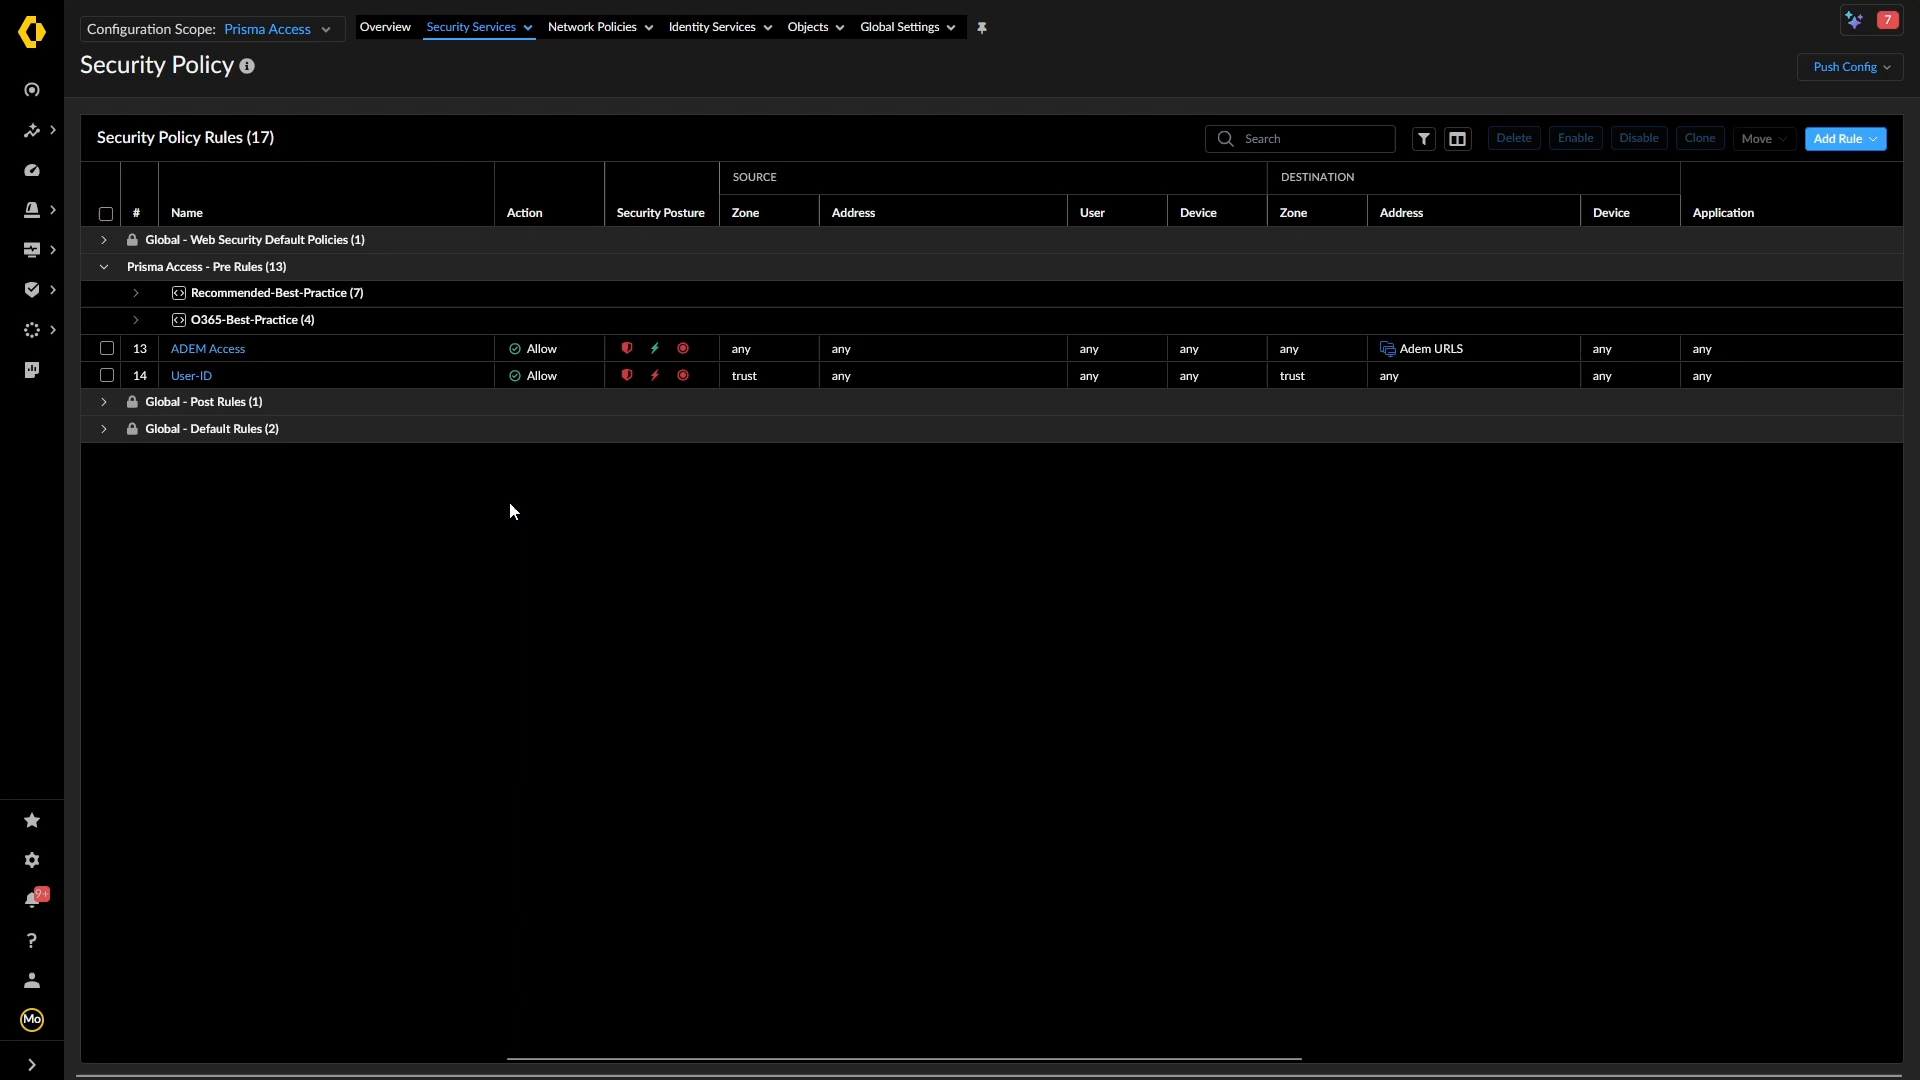 Configuration Scope: Prisma Access
Overview
Security Services
Network Policies
Identity Services
Objects
Global Settings
7
Security Policy
Push Config
Security Policy Rules (17)
Search
Delete
Enable
Disable
Clone
Move
Add Rule
SOURCE
DESTINATION
# Name Action Security Posture Zone Address User Device Zone Address Device Application
Global - Web Security Default Policies (1)
Prisma Access - Pre Rules (13)
Recommended-Best-Practice (7)
O365-Best-Practice (4)
13 ADEM Access Allow any any any any any Adem URLS any any
14 User-ID Allow trust any any any trust any any any
Global - Post Rules (1)
Global - Default Rules (2)
9+
?
Mo